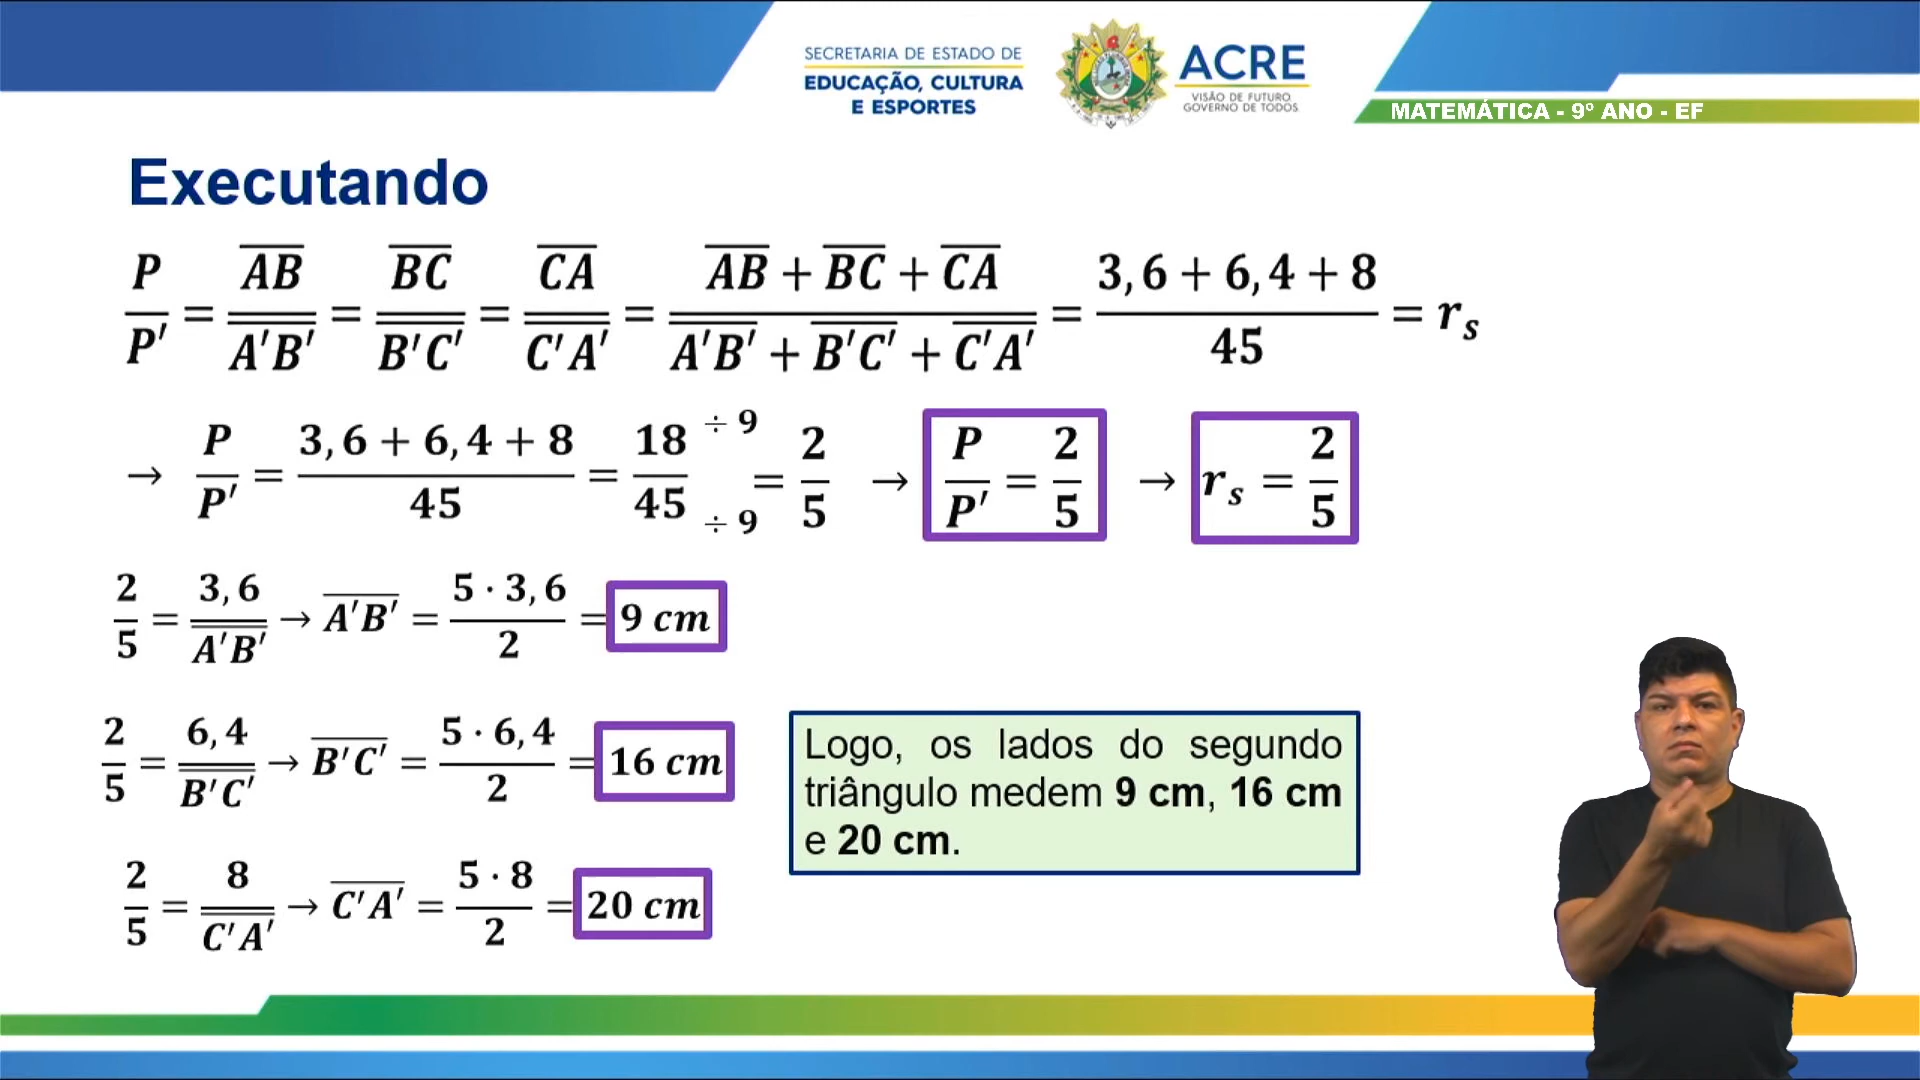 SECRETARIA DE ESTADO DE
EDUCAÇÃO, CULTURA
E ESPORTES
ACRE
VISÃO DE FUTURO
GOVERNO DE TODOS
MATEMÁTICA - 9º ANO - EF
Executando
P/P' = AB/A'B' = BC/B'C' = CA/C'A' = (AB + BC + CA)/(A'B' + B'C' + C'A') = (3,6 + 6,4 + 8)/45 = rₛ
→ P/P' = (3,6 + 6,4 + 8)/45 = 18/45 ÷ 9 ÷ 9 = 2/5 → P/P' = 2/5 → rₛ = 2/5
2/5 = 3,6/A'B' → A'B' = (5 · 3,6)/2 = 9 cm
2/5 = 6,4/B'C' → B'C' = (5 · 6,4)/2 = 16 cm
2/5 = 8/C'A' → C'A' = (5 · 8)/2 = 20 cm
Logo, os lados do segundo
triângulo medem 9 cm, 16 cm
e 20 cm.